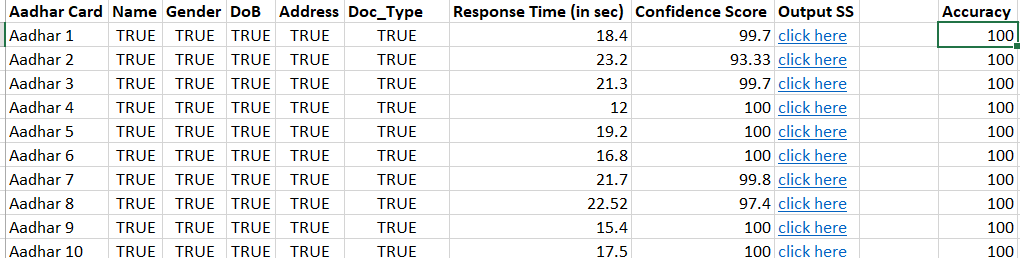 Aadhar Card Name Gender DoB Address Doc_Type Response Time (in sec) Confidence Score Output SS Accuracy
Aadhar 1 TRUE TRUE TRUE TRUE TRUE 18.4 99.7 click here 100
Aadhar 2 TRUE TRUE TRUE TRUE TRUE 23.2 93.33 click here 100
Aadhar 3 TRUE TRUE TRUE TRUE TRUE 21.3 99.7 click here 100
Aadhar 4 TRUE TRUE TRUE TRUE TRUE 12 100 click here 100
Aadhar 5 TRUE TRUE TRUE TRUE TRUE 19.2 100 click here 100
Aadhar 6 TRUE TRUE TRUE TRUE TRUE 16.8 100 click here 100
Aadhar 7 TRUE TRUE TRUE TRUE TRUE 21.7 99.8 click here 100
Aadhar 8 TRUE TRUE TRUE TRUE TRUE 22.52 97.4 click here 100
Aadhar 9 TRUE TRUE TRUE TRUE TRUE 15.4 100 click here 100
Aadhar 10 TRUE TRUE TRUE TRUE TRUE 17.5 100 click here 100